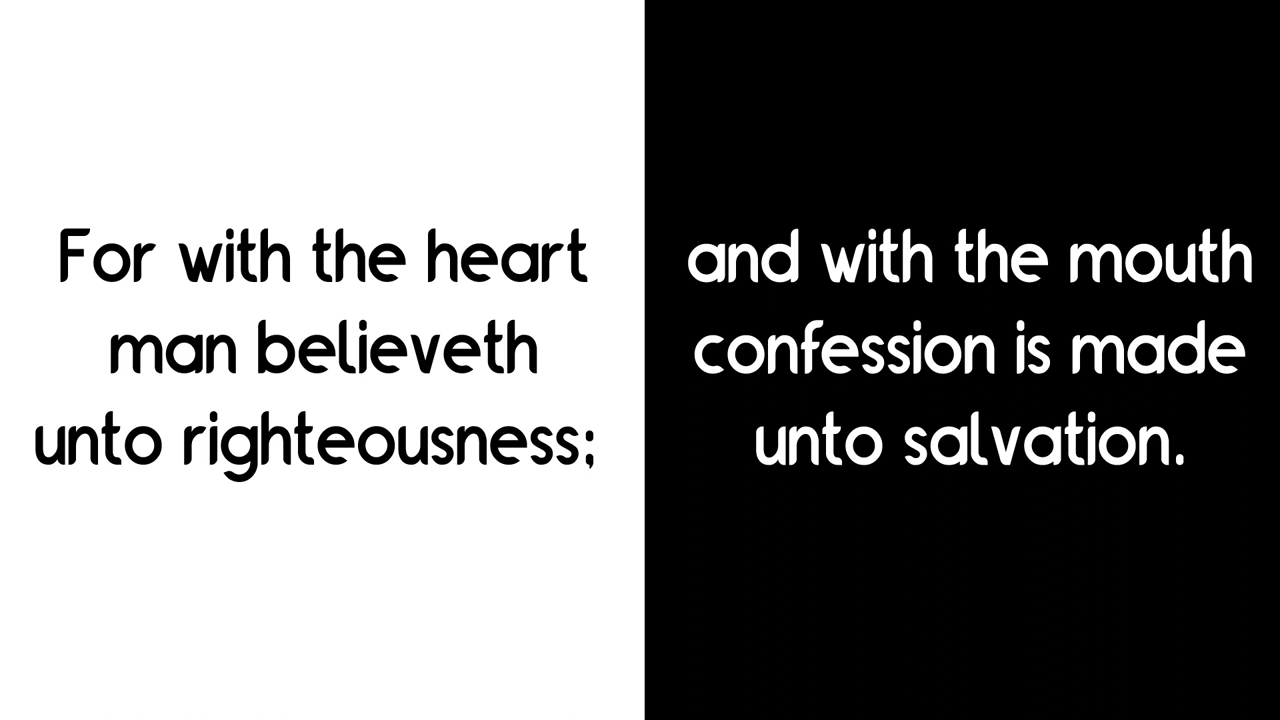 For with the heart
man believeth
unto righteousness;
and with the mouth
confession is made
unto salvation.